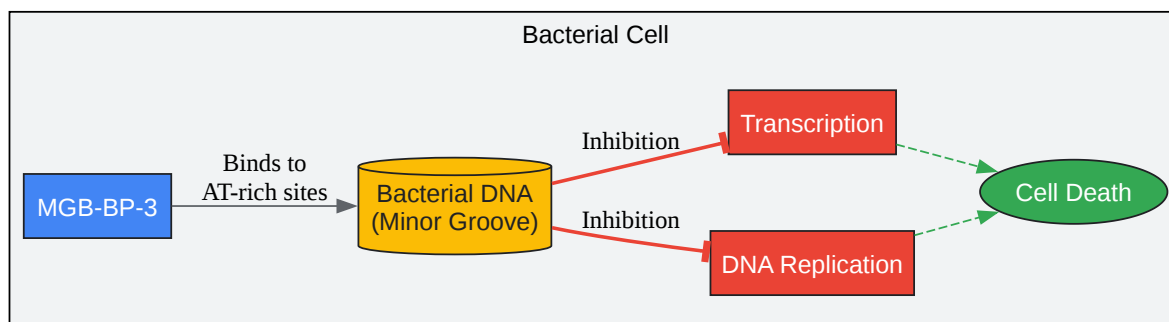 Bacterial Cell
MGB-BP-3
Binds to
AT-rich sites
Bacterial DNA
(Minor Groove)
Inhibition
Inhibition
Transcription
DNA Replication
Cell Death